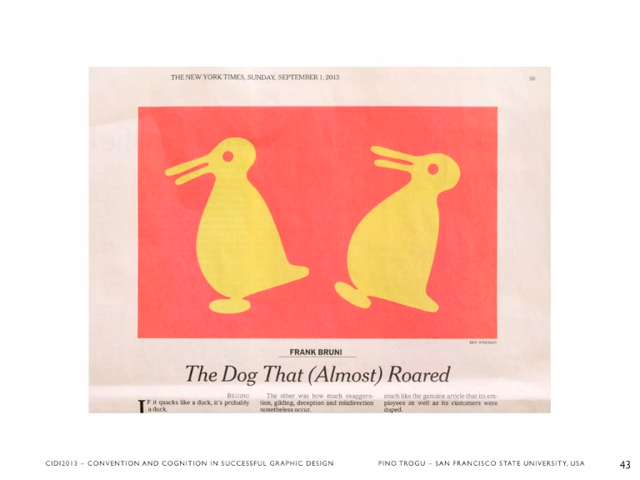 THE NEW YORK TIMES, SUNDAY, SEPTEMBER 1, 2013
SR
FRANK BRUNI
The Dog That (Almost) Roared
BEIJING
IF it quacks like a duck, it's probably
a duck.
The other was how much exaggera-
tion, gilding, deception and misdirection
nonetheless occur.
much like the genuine article that its em-
ployees as well as its customers were
duped.
CIDI2013 – CONVENTION AND COGNITION IN SUCCESSFUL GRAPHIC DESIGN
PINO TROGU – SAN FRANCISCO STATE UNIVERSITY, USA
43